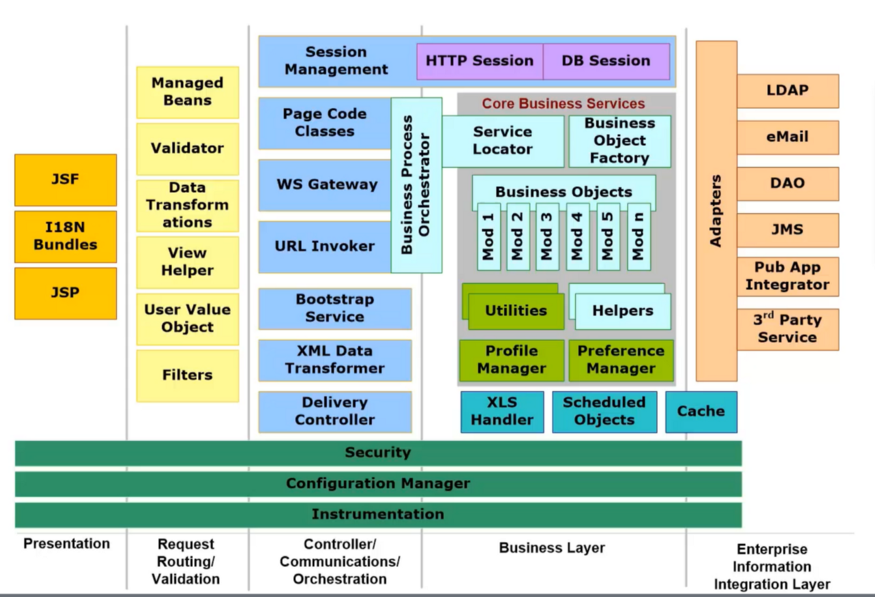 JSF
I18N
Bundles
JSP
Managed
Beans
Validator
Data
Transform
ations
View
Helper
User Value
Object
Filters
Session
Management
HTTP Session
DB Session
Page Code
Classes
WS Gateway
URL Invoker
Business Process
Orchestrator
Bootstrap
Service
XML Data
Transformer
Delivery
Controller
Core Business Services
Service
Locator
Business
Object
Factory
Business Objects
Mod 1
Mod 2
Mod 3
Mod 4
Mod 5
Mod n
Utilities
Helpers
Profile
Manager
Preference
Manager
XLS
Handler
Scheduled
Objects
Cache
Adapters
LDAP
eMail
DAO
JMS
Pub App
Integrator
3rd Party
Service
Security
Configuration Manager
Instrumentation
Presentation
Request
Routing/
Validation
Controller/
Communications/
Orchestration
Business Layer
Enterprise
Information
Integration Layer